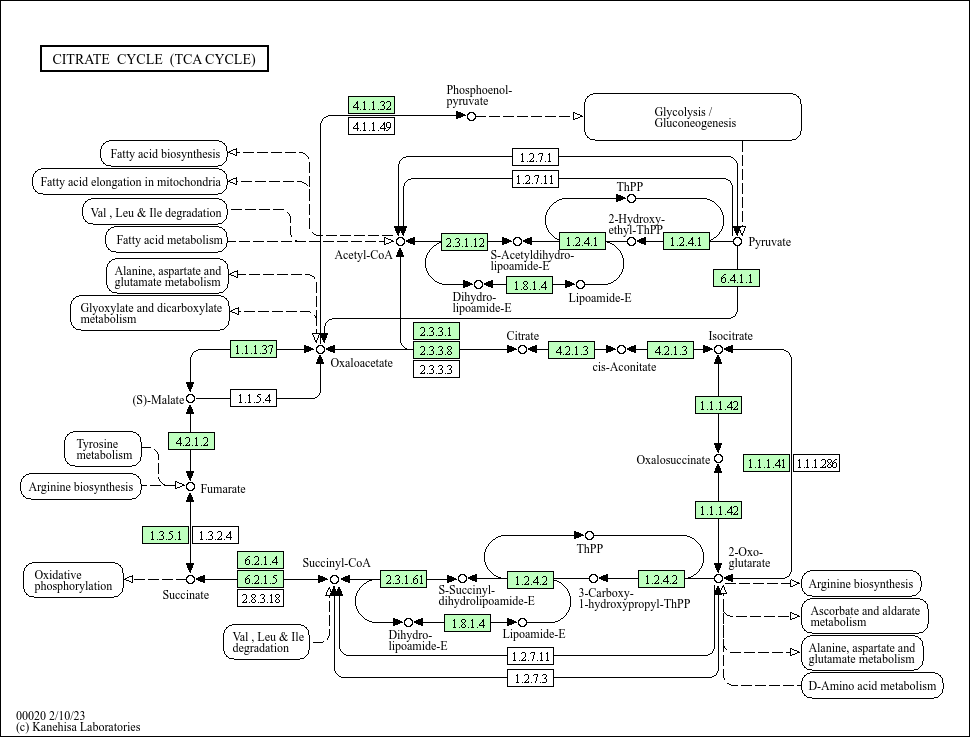 CITRATE CYCLE (TCA CYCLE)
Phosphoenol-
pyruvate
4.1.1.32
4.1.1.49
Glycolysis /
Gluconeogenesis
Fatty acid biosynthesis
Fatty acid elongation in mitochondria
Val , Leu & Ile degradation
Fatty acid metabolism
Alanine, aspartate and
glutamate metabolism
Glyoxylate and dicarboxylate
metabolism
1.2.7.1
1.2.7.11
ThPP
2-Hydroxy-
ethyl-ThPP
Acetyl-CoA
2.3.1.12
S-Acetyldihydro-
lipoamide-E
1.2.4.1
1.2.4.1
Pyruvate
6.4.1.1
1.8.1.4
Dihydro-
lipoamide-E
Lipoamide-E
2.3.3.1
2.3.3.8
2.3.3.3
Citrate
Isocitrate
1.1.1.37
Oxaloacetate
4.2.1.3
cis-Aconitate
4.2.1.3
(S)-Malate
1.1.5.4
1.1.1.42
Tyrosine
metabolism
4.2.1.2
Oxalosuccinate
1.1.1.41
1.1.1.286
Arginine biosynthesis
Fumarate
1.1.1.42
1.3.5.1
1.3.2.4
ThPP
2-Oxo-
glutarate
6.2.1.4
6.2.1.5
2.8.3.18
Succinyl-CoA
Oxidative
phosphorylation
Succinate
2.3.1.61
S-Succinyl-
dihydrolipoamide-E
1.2.4.2
3-Carboxy-
1-hydroxypropyl-ThPP
1.2.4.2
Arginine biosynthesis
Ascorbate and aldarate
metabolism
Val , Leu & Ile
degradation
Dihydro-
lipoamide-E
1.8.1.4
Lipoamide-E
1.2.7.11
1.2.7.3
Alanine, aspartate and
glutamate metabolism
D-Amino acid metabolism
00020 2/10/23
(c) Kanehisa Laboratories